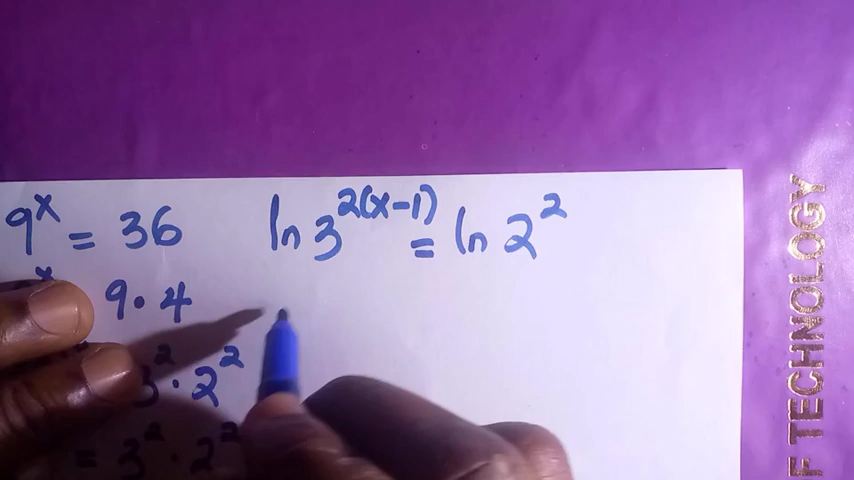 9^x = 36
ln 3^2(x-1) = ln 2^2
x 9 · 4
3^2 · 2^2
= 3^2 · 2^2
F TECHNOLOGY